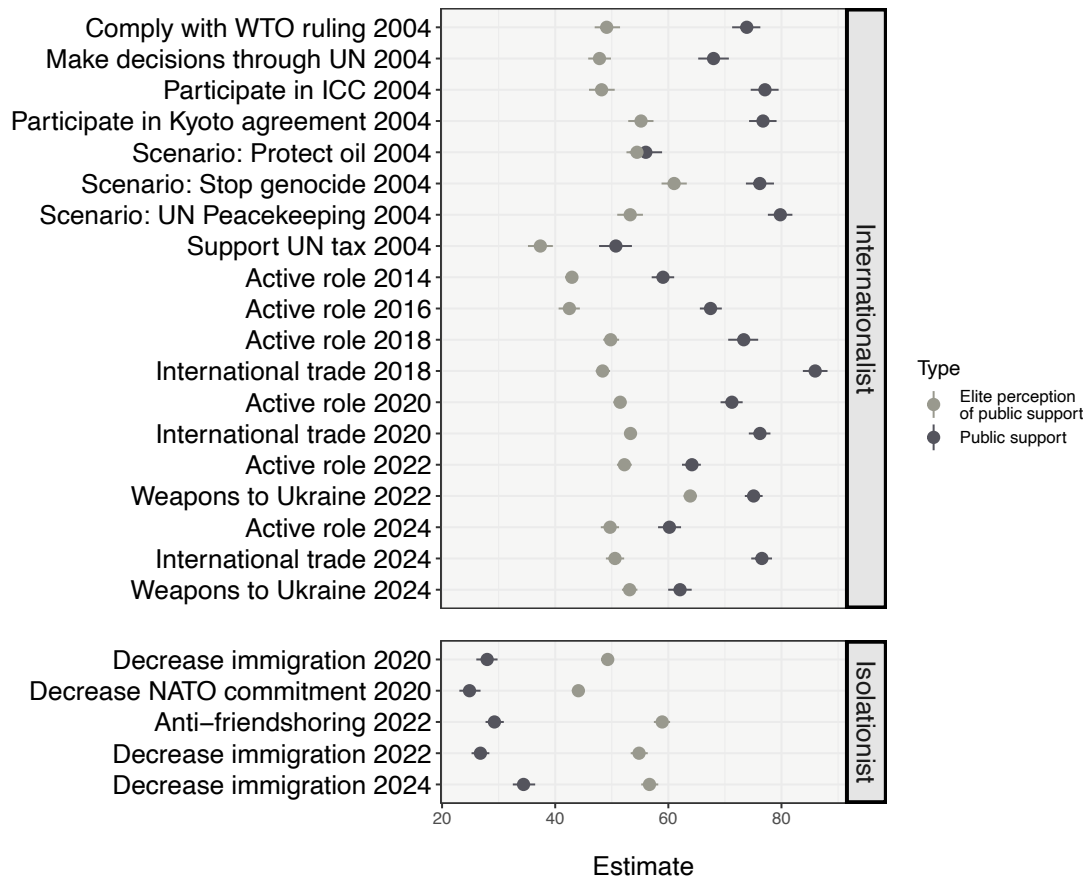 Comply with WTO ruling 2004
Make decisions through UN 2004
Participate in ICC 2004
Participate in Kyoto agreement 2004
Scenario: Protect oil 2004
Scenario: Stop genocide 2004
Scenario: UN Peacekeeping 2004
Support UN tax 2004
Active role 2014
Active role 2016
Active role 2018
International trade 2018
Active role 2020
International trade 2020
Active role 2022
Weapons to Ukraine 2022
Active role 2024
International trade 2024
Weapons to Ukraine 2024
Internationalist
Decrease immigration 2020
Decrease NATO commitment 2020
Anti−friendshoring 2022
Decrease immigration 2022
Decrease immigration 2024
Isolationist
20 40 60 80
Estimate
Type
Elite perception
of public support
Public support